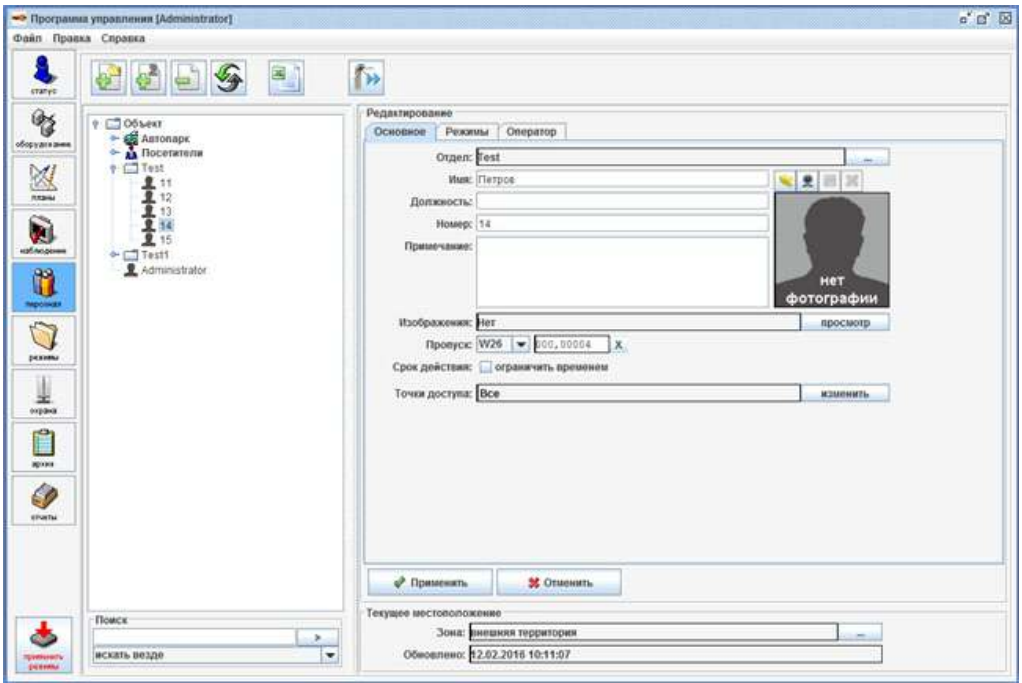 Программа управления [Administrator]
Файл Правка Справка
статус
оборудование
планы
наблюдение
персонал
режимы
охрана
архив
отчеты
применить
режимы
Объект
Автопарк
Посетители
Test
11
12
13
14
15
Test1
Administrator
Поиск
>
искать везде
Редактирование
Основное Режимы Оператор
Отдел: Test ...
Имя: Петров
Должность:
Номер: 14
Примечание:
нет
фотографии
Изображения: Нет просмотр
Пропуск: W26 000,00004 X
Срок действия: ограничить временем
Точки доступа: Все изменить
Применить Отменить
Текущее местоположение
Зона: внешняя территория ...
Обновлено: 12.02.2016 10:11:07